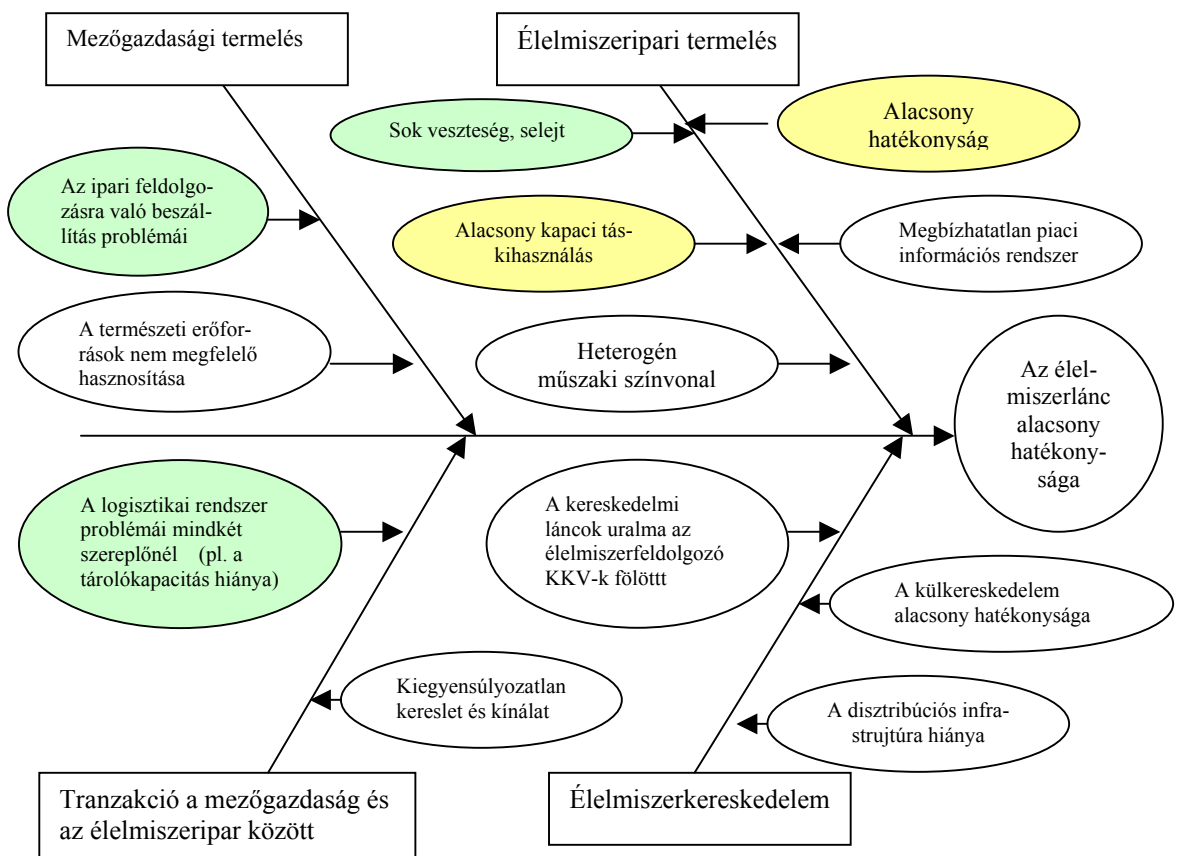 Mezőgazdasági termelés
Élelmiszeripari termelés
Sok veszteség, selejt
Alacsony
hatékonyság
Az ipari feldolgo-
zásra való beszál-
lítás problémái
Alacsony kapaci tás-
kihasználás
Megbízhatatlan piaci
információs rendszer
A természeti erőfor-
rások nem megfelelő
hasznosítása
Heterogén
műszaki színvonal
Az élel-
miszerlánc
alacsony
hatékony-
sága
A logisztikai rendszer
problémái mindkét
szereplőnél (pl. a
tárolókapacitás hiánya)
A kereskedelmi
láncok uralma az
élelmiszerfeldolgozó
KKV-k fölöttt
A külkereskedelem
alacsony hatékonysága
Kiegyensúlyozatlan
kereslet és kínálat
A disztribúciós infra-
strujtúra hiánya
Tranzakció a mezőgazdaság és
az élelmiszeripar között
Élelmiszerkereskedelem